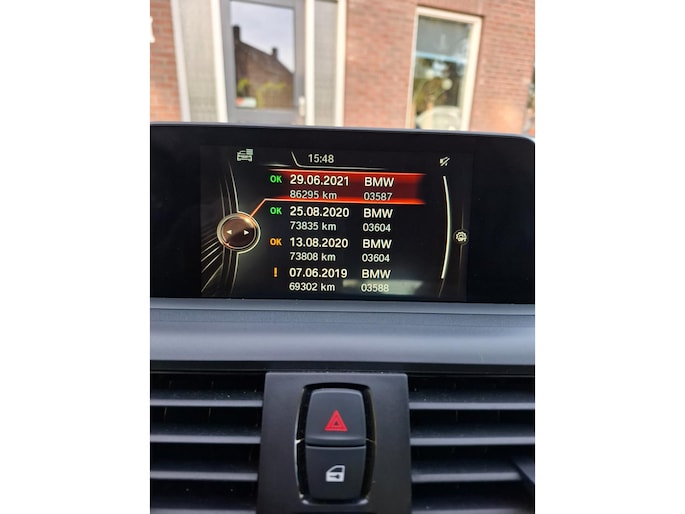 15:48
OK 29.06.2021 BMW
86295 km 03587
OK 25.08.2020 BMW
73835 km 03604
OK 13.08.2020 BMW
73808 km 03604
! 07.06.2019 BMW
69302 km 03588